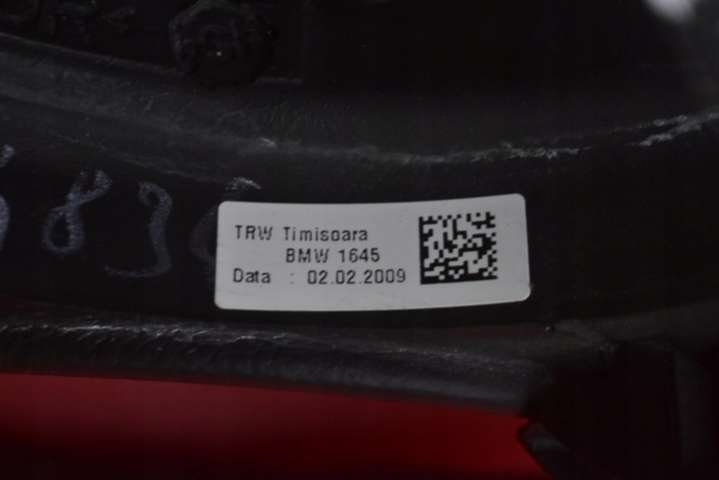 TRW Timisoara
BMW 1645
Data : 02.02.2009